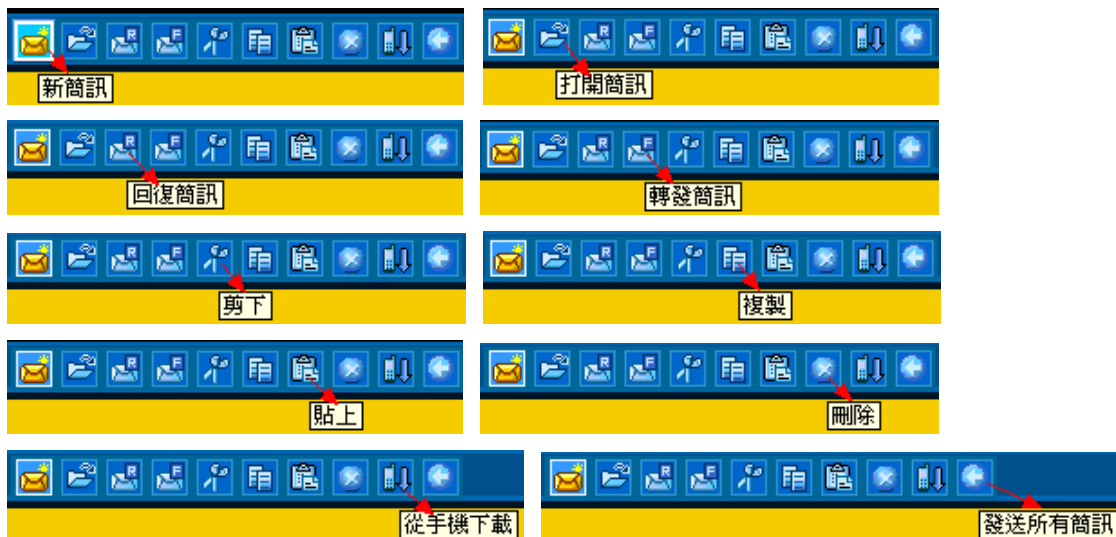 新簡訊
打開簡訊
回復簡訊
轉發簡訊
剪下
複製
貼上
刪除
從手機下載
發送所有簡訊